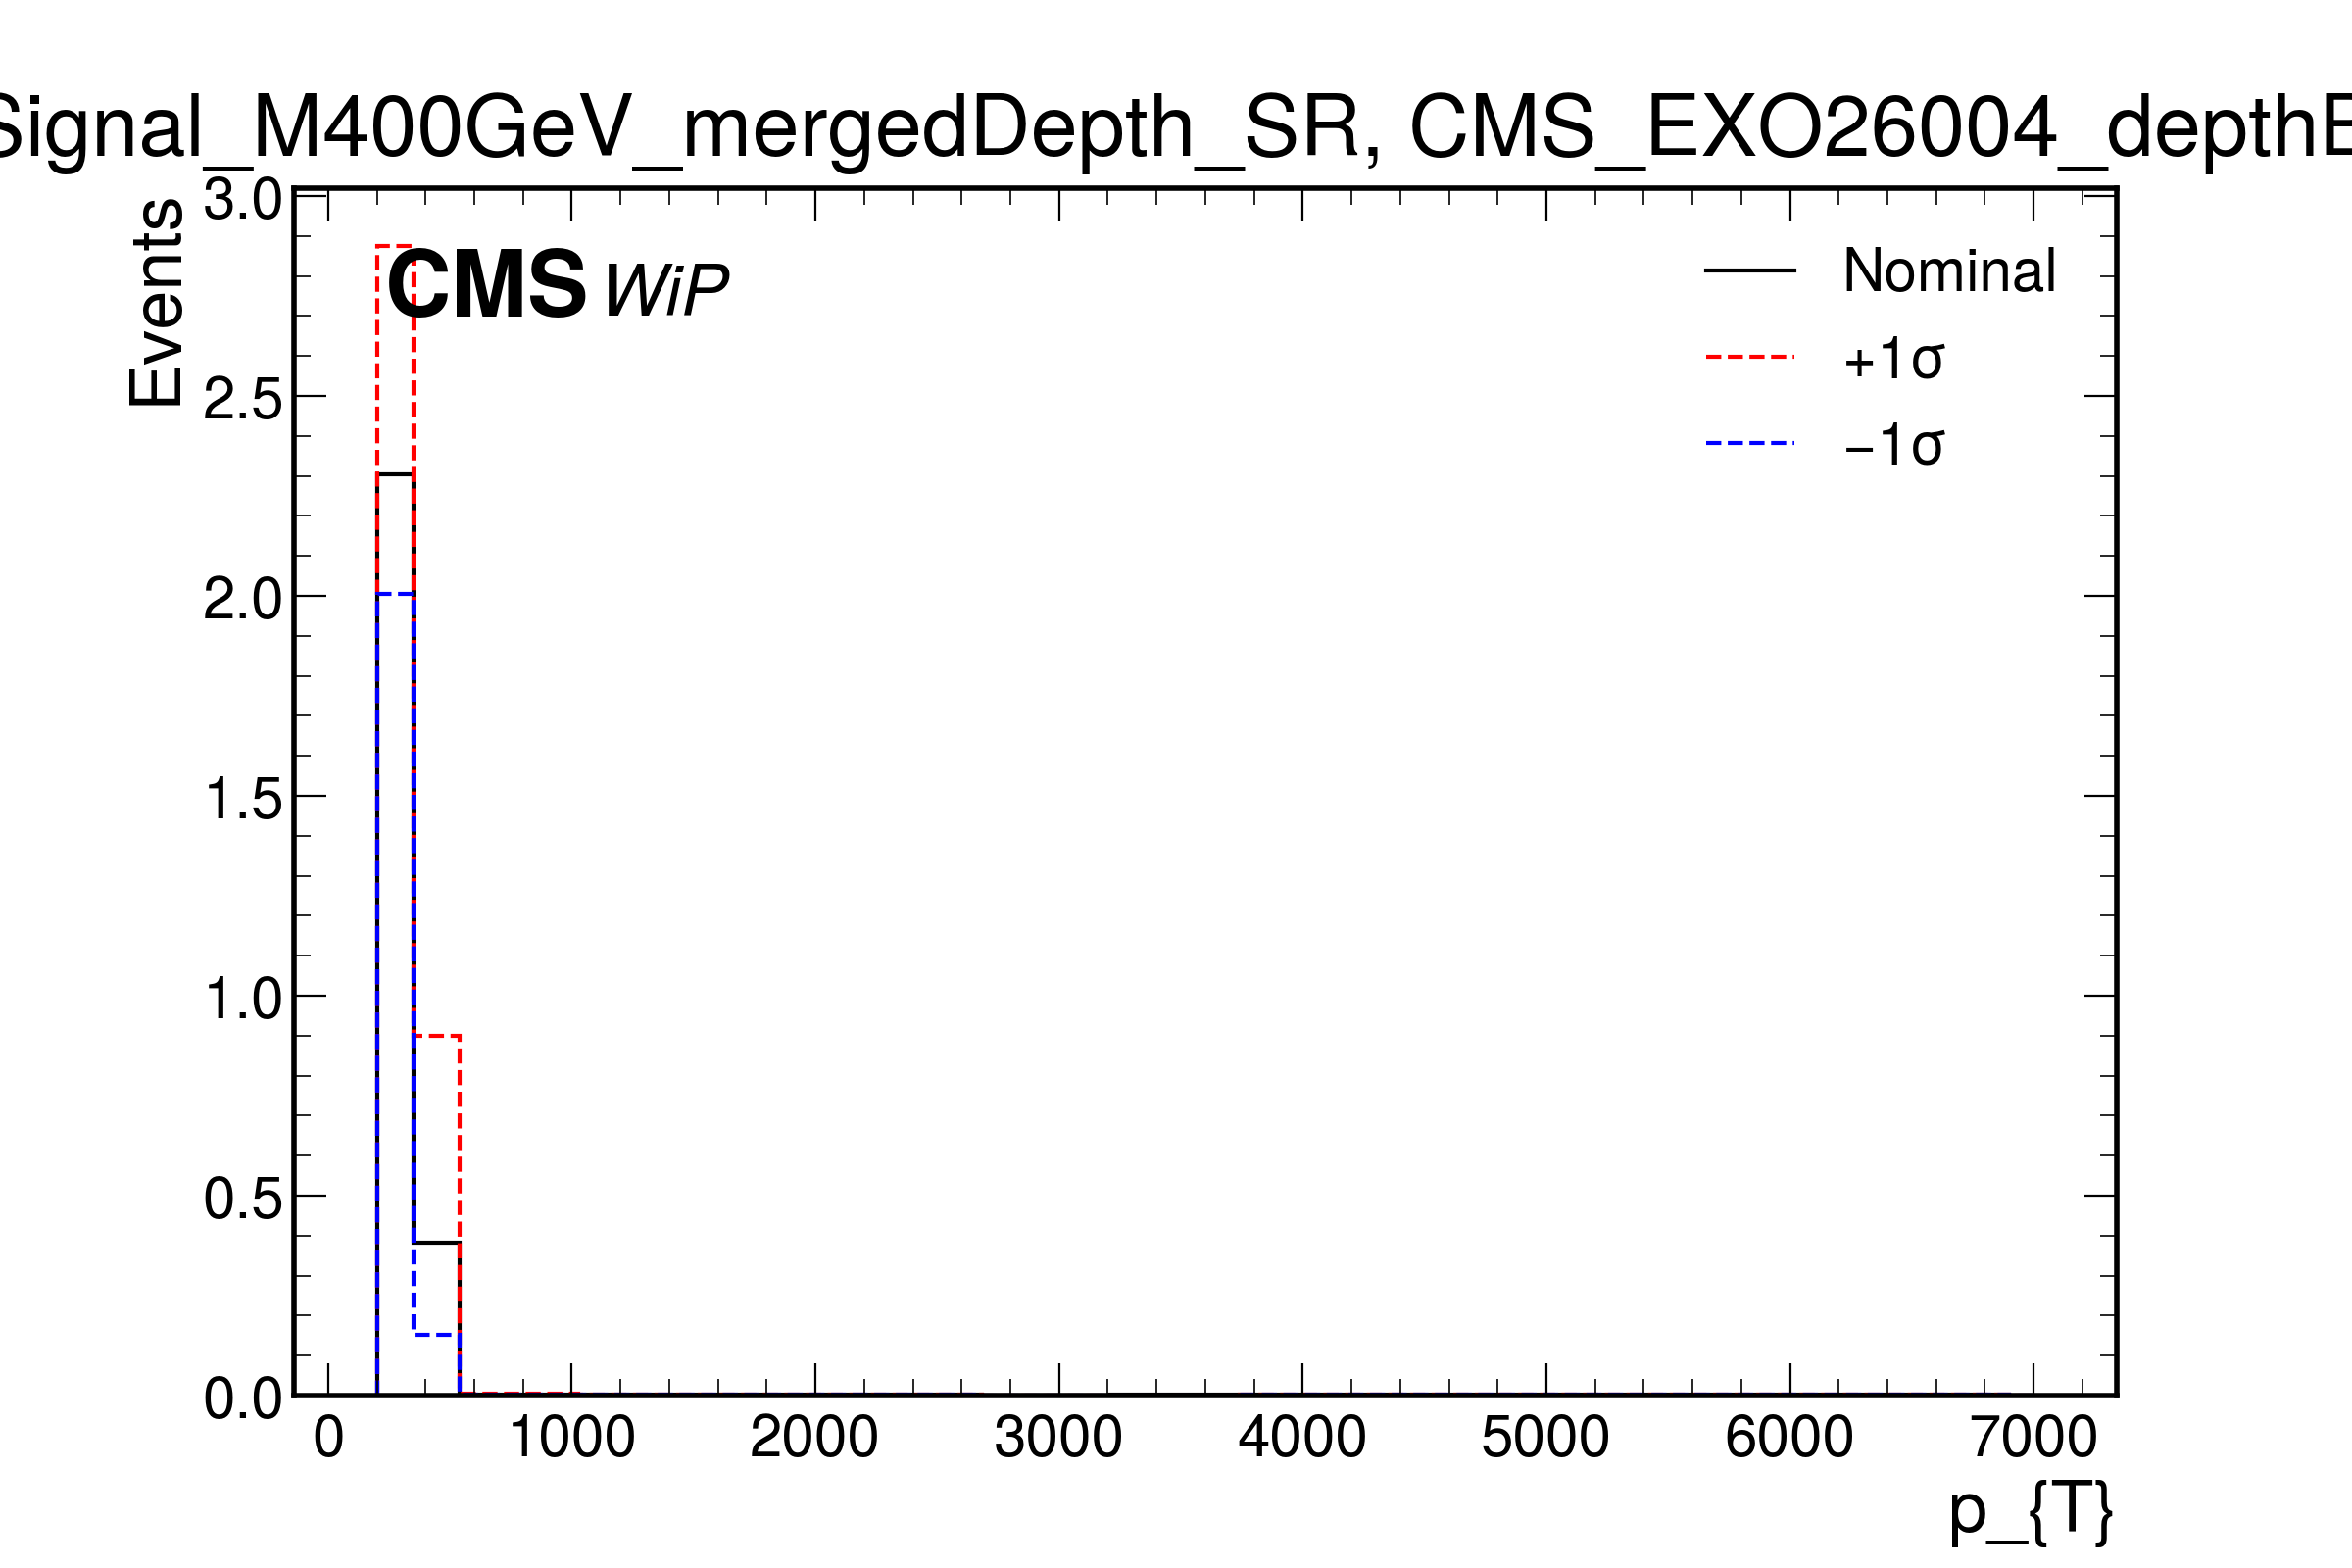 Signal_M400GeV_mergedDepth_SR, CMS_EXO26004_depthE
Events
CMS WiP
Nominal
+1σ
−1σ
3.0
2.5
2.0
1.5
1.0
0.5
0.0
0 1000 2000 3000 4000 5000 6000 7000
p_{T}